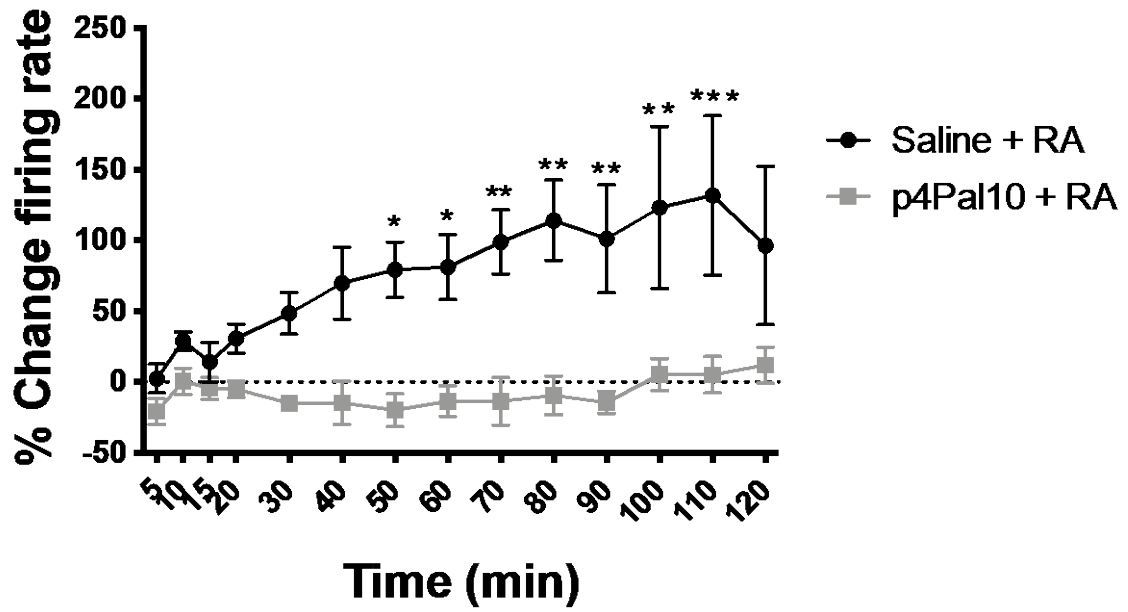 % Change firing rate
250
200
150
100
50
0
-50
* * ** ** ** ** ***
5 10 15 20 30 40 50 60 70 80 90 100 110 120
Time (min)
Saline + RA
p4Pal10 + RA